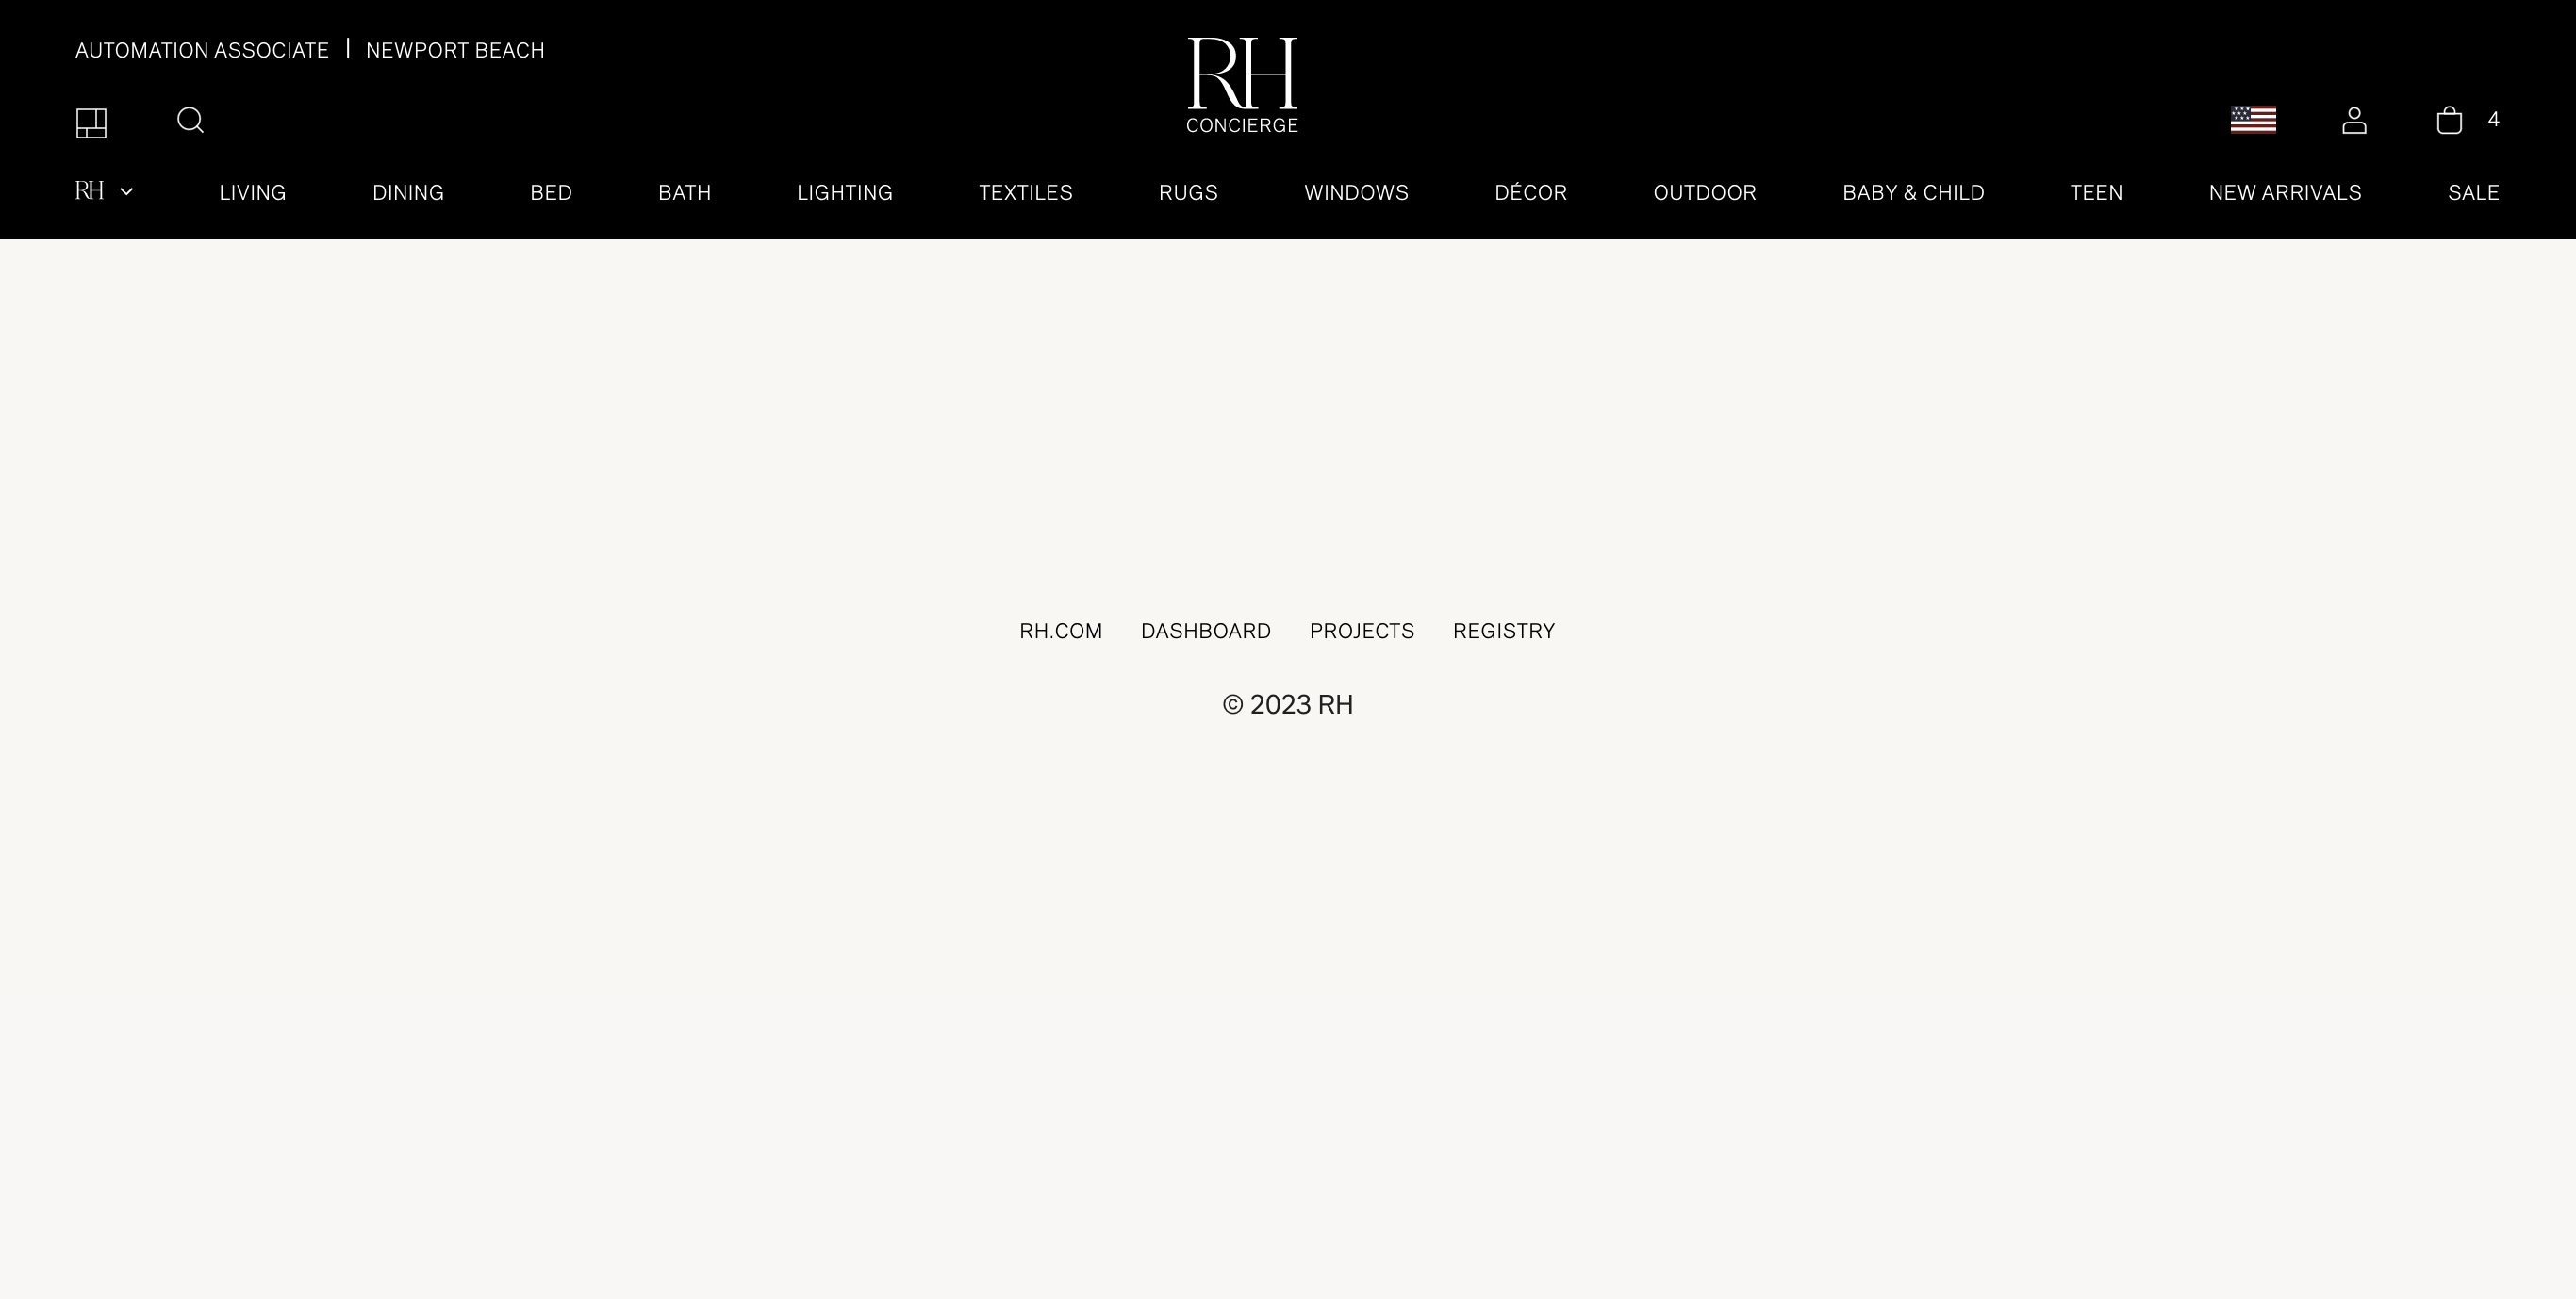 AUTOMATION ASSOCIATE | NEWPORT BEACH
RH
CONCIERGE
4
RH LIVING DINING BED BATH LIGHTING TEXTILES RUGS WINDOWS DÉCOR OUTDOOR BABY & CHILD TEEN NEW ARRIVALS SALE
RH.COM DASHBOARD PROJECTS REGISTRY
© 2023 RH